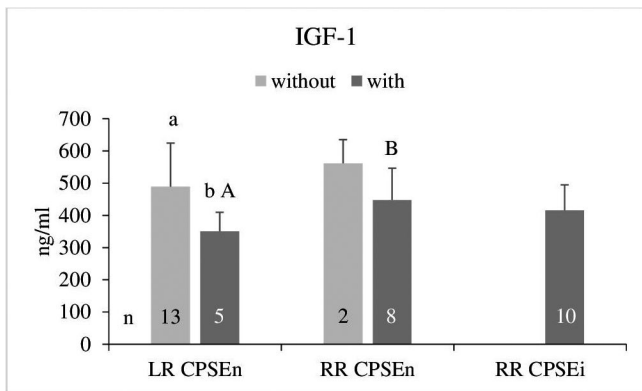 IGF-1
without with
700
600
500
400
300
200
100
0
ng/ml
a
b A
B
n 13 5 2 8 10
LR CPSEn RR CPSEn RR CPSEi